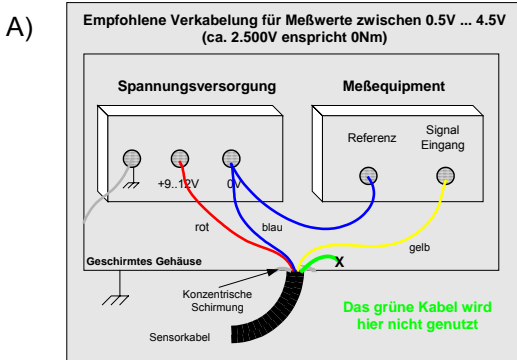 A)
Empfohlene Verkabelung für Meßwerte zwischen 0.5V ... 4.5V
(ca. 2.500V enspricht 0Nm)
Spannungsversorgung
Meßequipment
Referenz
Signal
Eingang
+9..12V
0V
rot
blau
gelb
Geschirmtes Gehäuse
X
Konzentrische
Schirmung
Das grüne Kabel wird
hier nicht genutzt
Sensorkabel